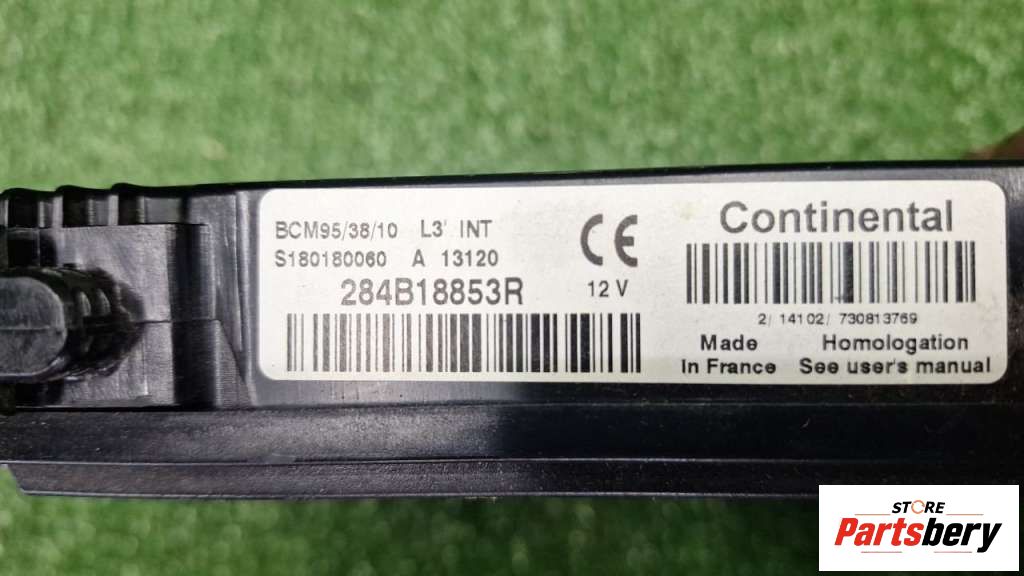 BCM95/38/10 L3' INT
S180180060 A 13120
284B18853R
12 V
CE
Continental
2/ 14102/ 730813769
Made
in France
Homologation
See user's manual
STORE
Partsbery